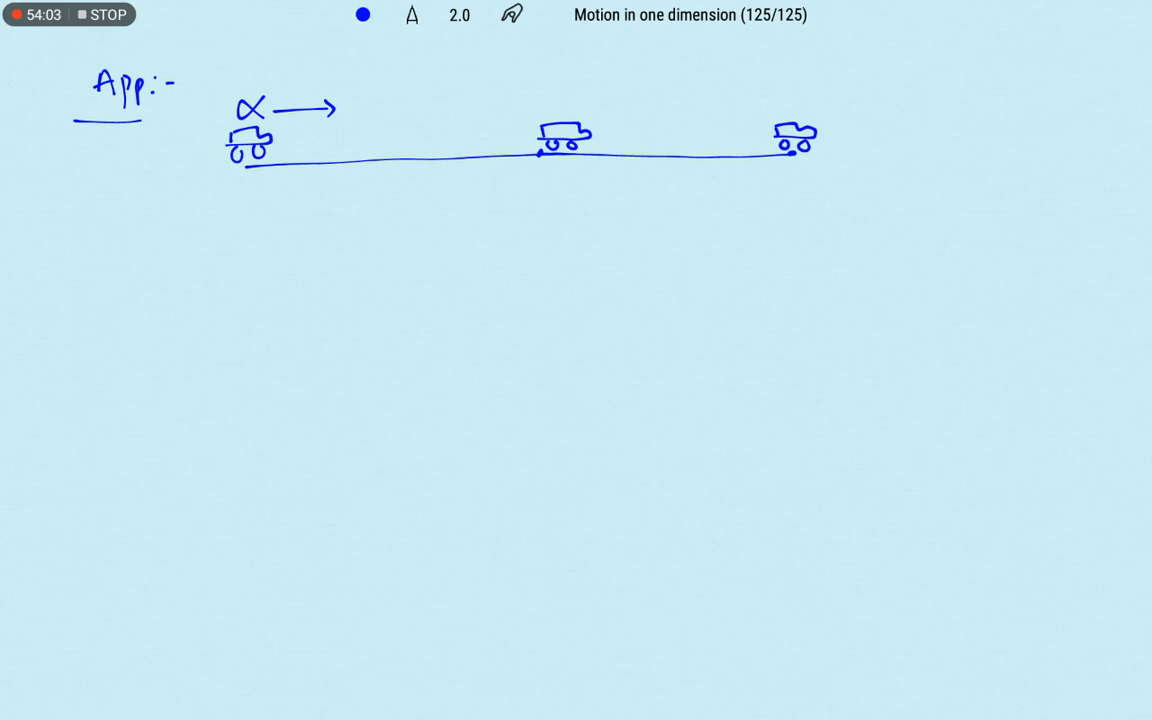 54:03 STOP 2.0 Motion in one dimension (125/125)
App:-
α →